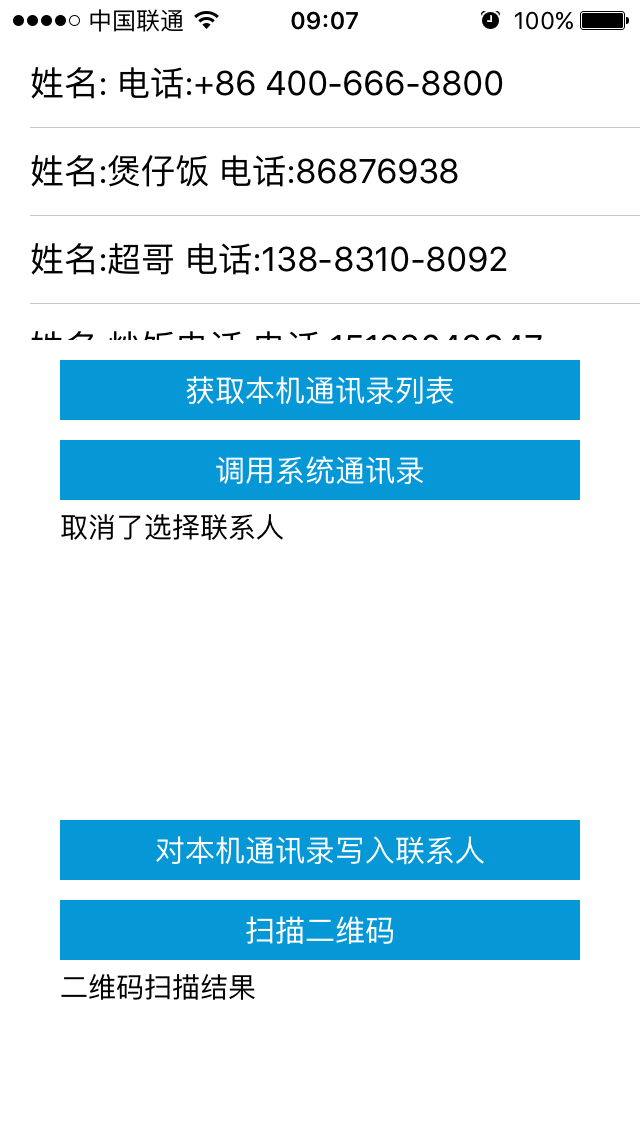 中国联通 09:07 100%
姓名: 电话:+86 400-666-8800
姓名:煲仔饭 电话:86876938
姓名:超哥 电话:138-8310-8092
获取本机通讯录列表
调用系统通讯录
取消了选择联系人
对本机通讯录写入联系人
扫描二维码
二维码扫描结果